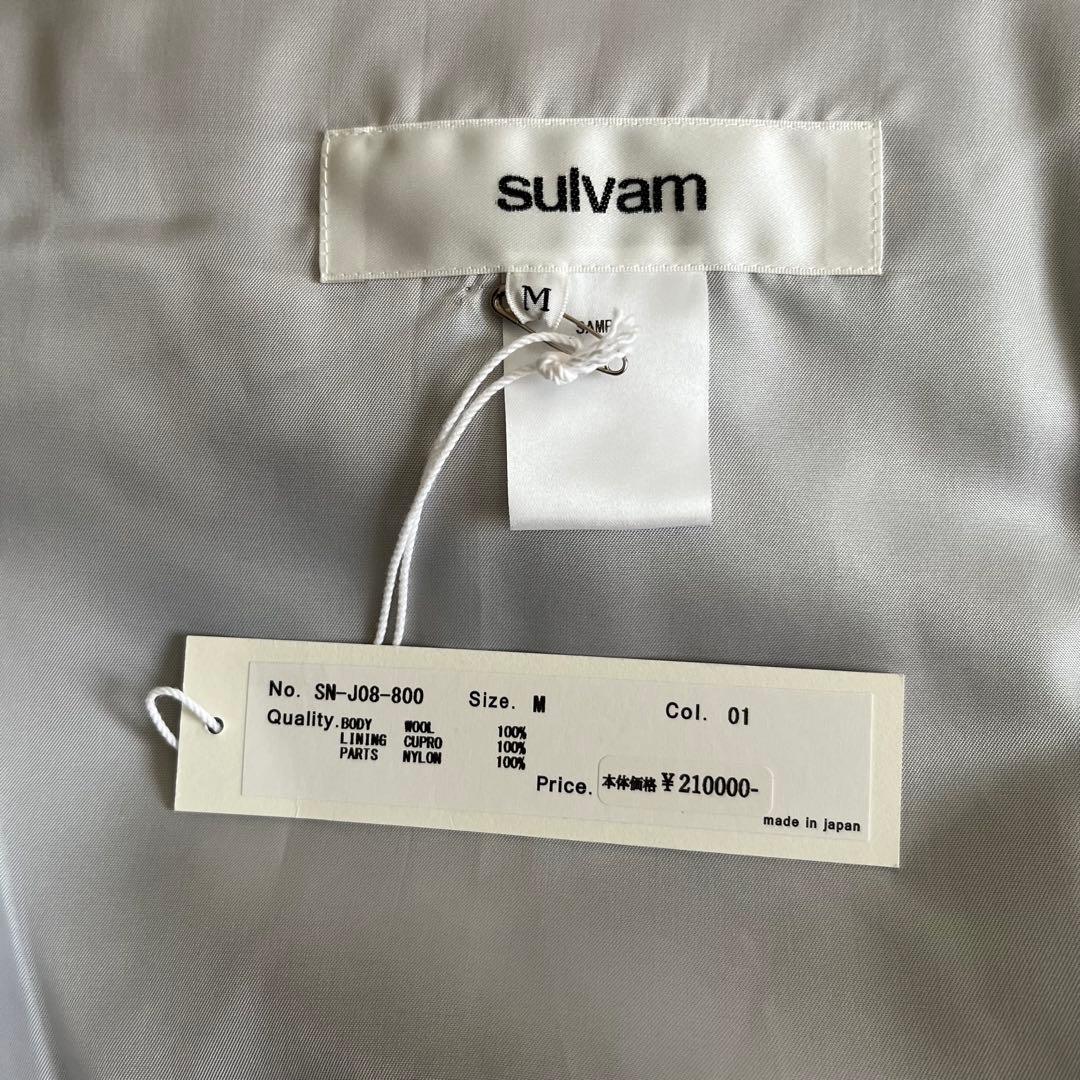 sulvam
M
No. SN-J08-800 Size. M Col. 01
Quality. BODY WOOL 100%
LINING CUPRO 100%
PARTS NYLON 100%
Price. 本体価格 ¥210000-
made in japan